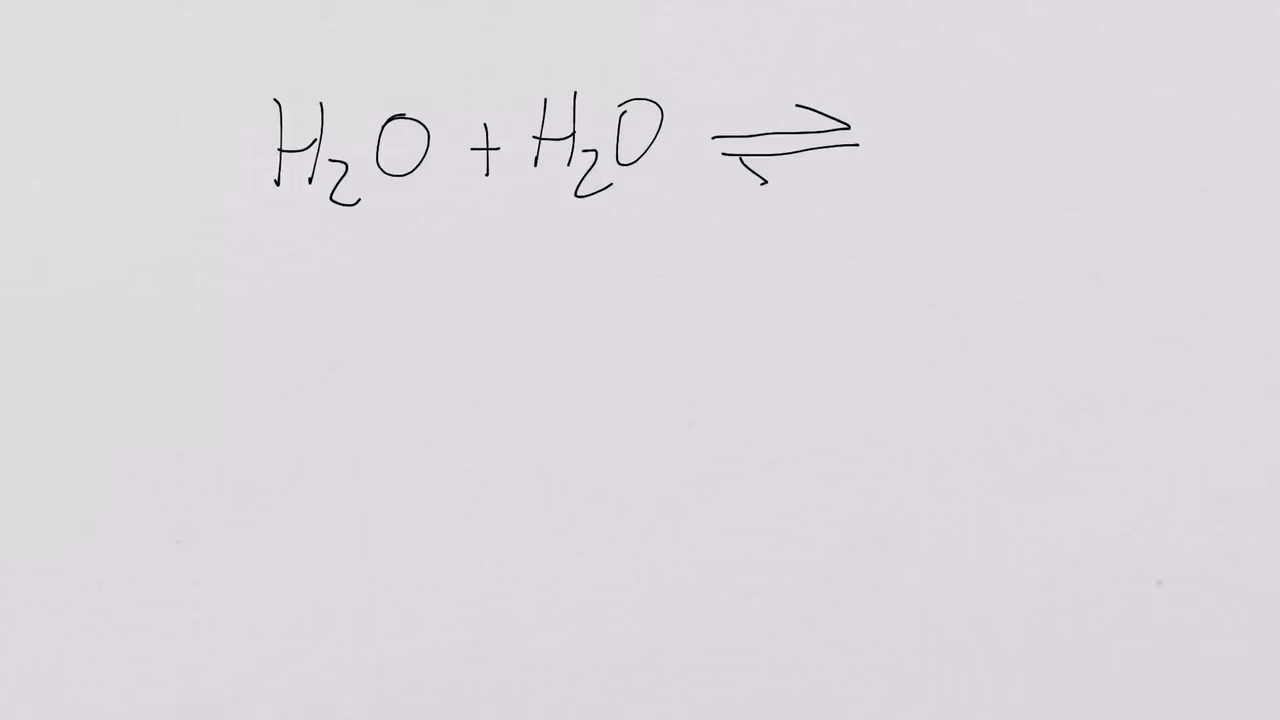 H₂O + H₂O ⇌